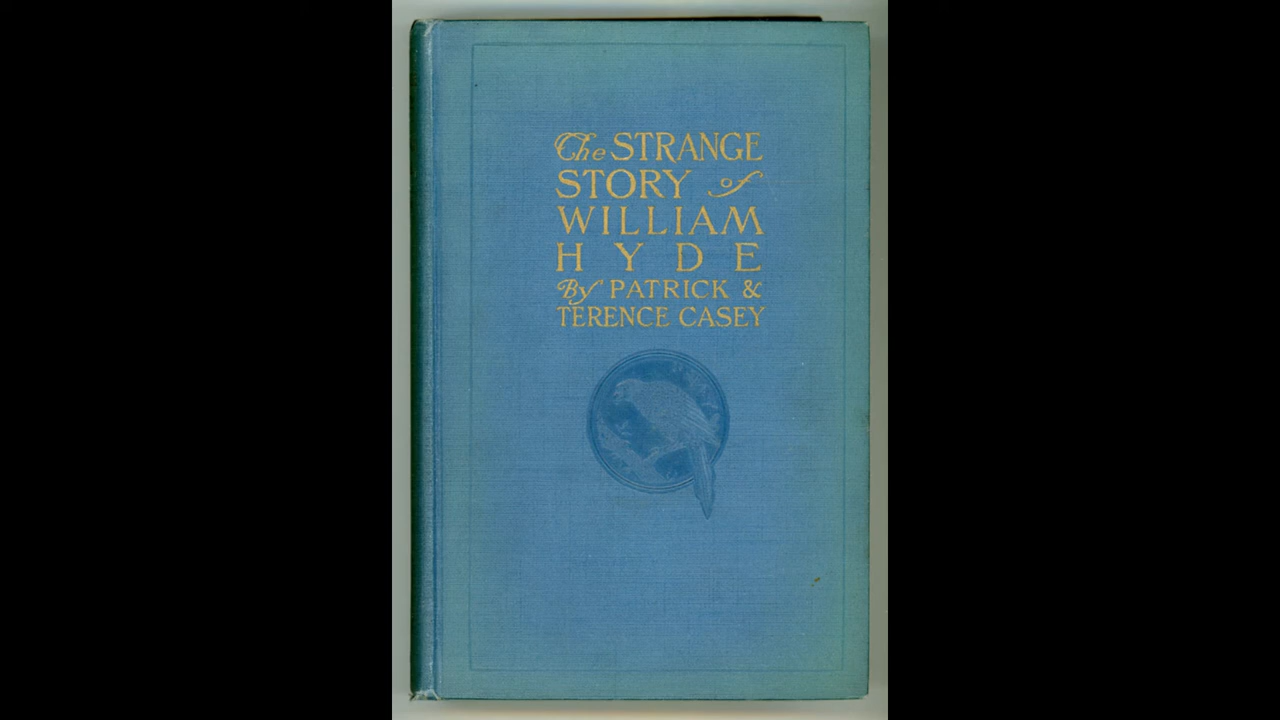 The STRANGE
STORY of
WILLIAM
HYDE
By PATRICK &
TERENCE CASEY